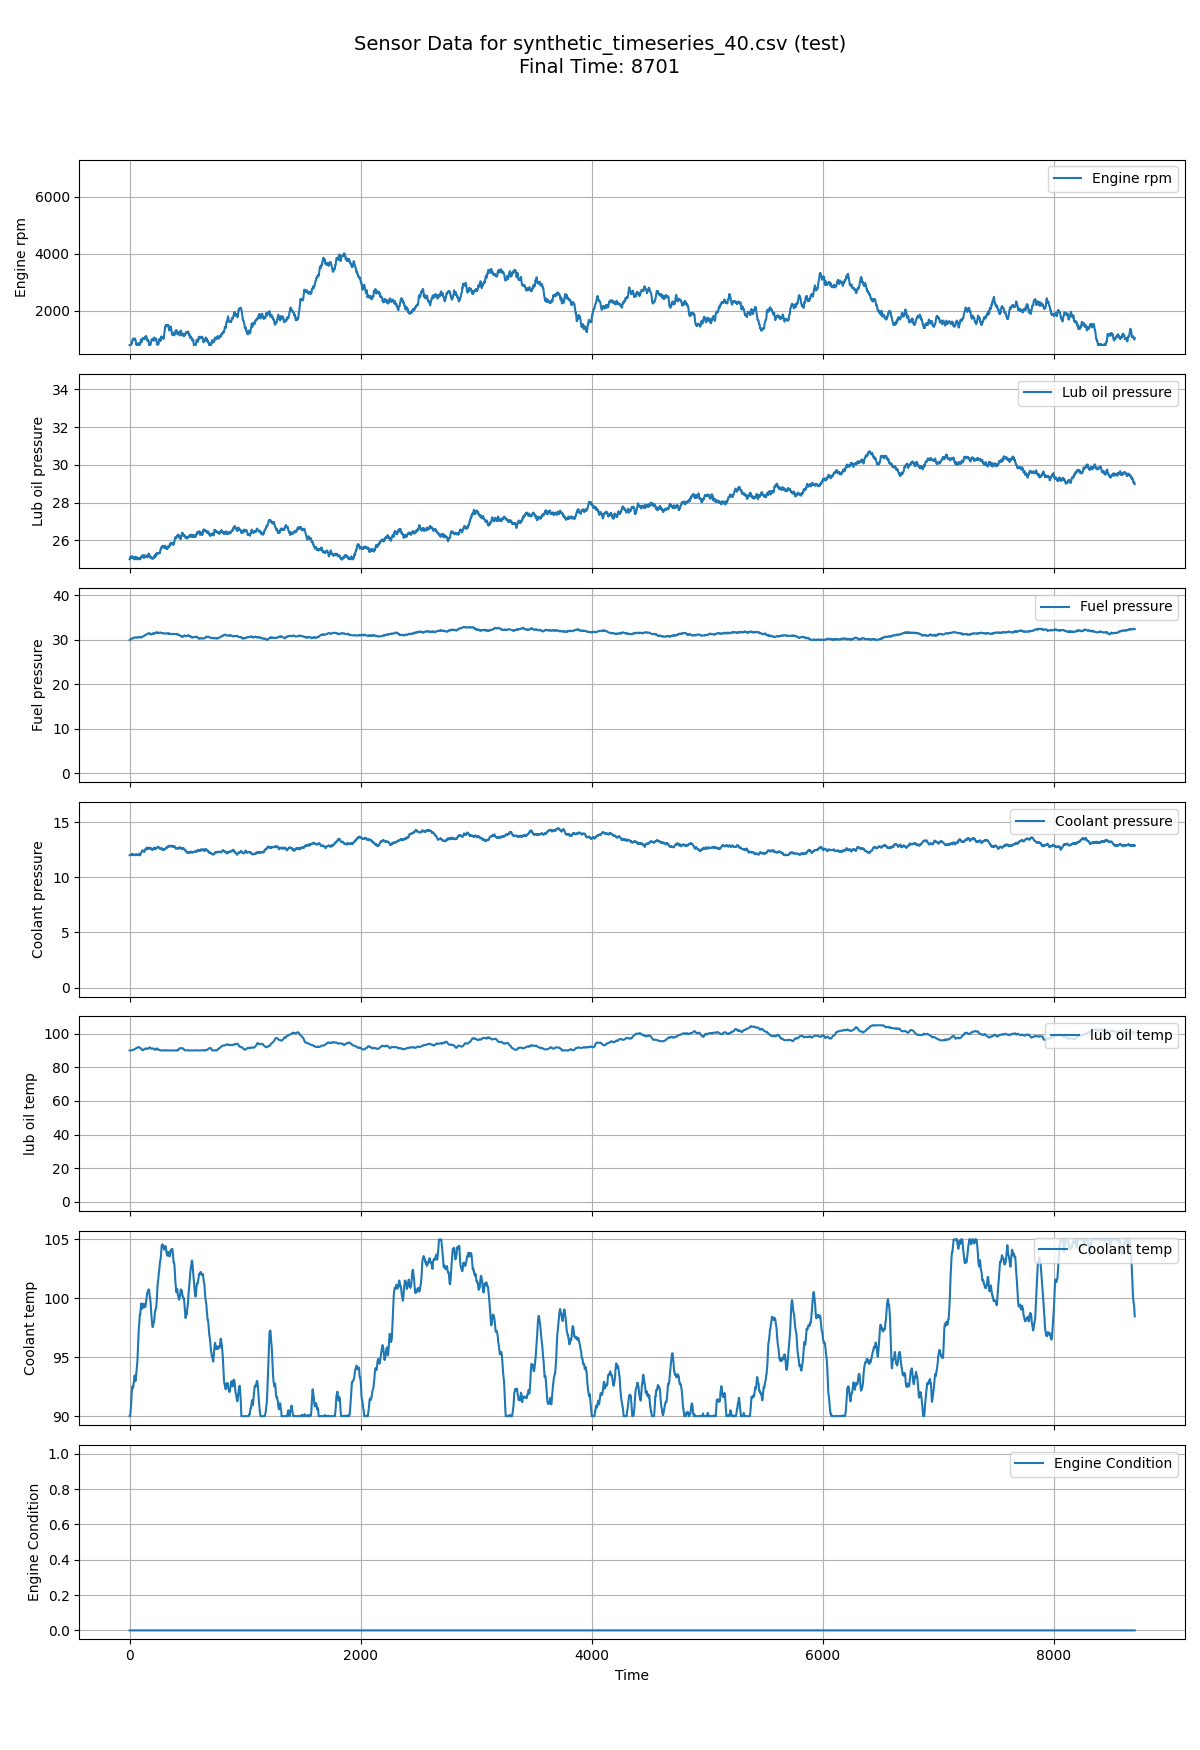 Sensor Data for synthetic_timeseries_40.csv (test)
Final Time: 8701
Engine rpm
6000
4000
2000
Engine rpm
Lub oil pressure
34
32
30
28
26
Lub oil pressure
Fuel pressure
40
30
20
10
0
Fuel pressure
Coolant pressure
15
10
5
0
Coolant pressure
lub oil temp
100
80
60
40
20
0
lub oil temp
Coolant temp
105
100
95
90
Coolant temp
Engine Condition
1.0
0.8
0.6
0.4
0.2
0.0
Engine Condition
0 2000 4000 6000 8000
Time